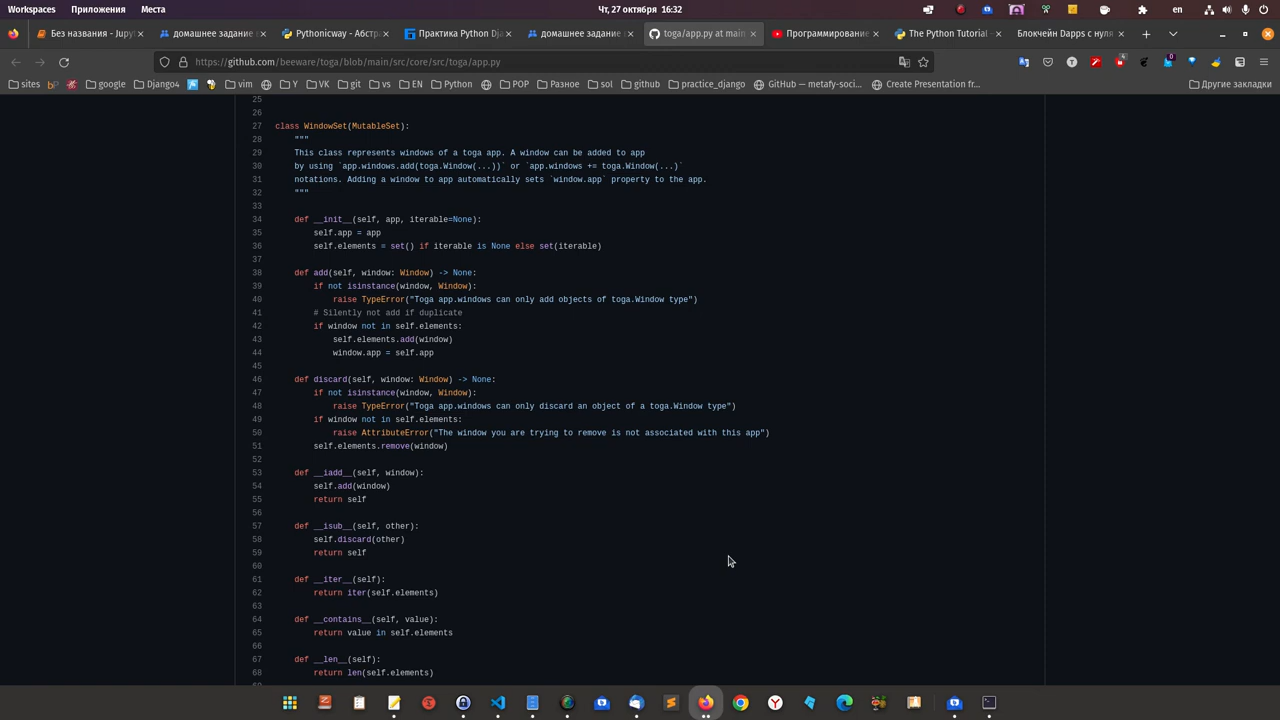 Workspaces Приложения Места Чт, 27 октября 16:32 en
Без названия - Jupy домашнее задание Pythonicway - Абстра Практика Python Dja домашнее задание toga/app.py at main Программирование The Python Tutorial - Блокчейн Dapps с нуля
https://github.com/beeware/toga/blob/main/src/core/src/toga/app.py
sites google Django4 vim Y VK git vs EN Python POP Разное sol github practice_django GitHub — metafy-soci... Create Presentation fr... Другие закладки
25
26
27 class WindowSet(MutableSet):
28 """
29 This class represents windows of a toga app. A window can be added to app
30 by using `app.windows.add(toga.Window(...))` or `app.windows += toga.Window(...)`
31 notations. Adding a window to app automatically sets `window.app` property to the app.
32 """
33
34 def __init__(self, app, iterable=None):
35 self.app = app
36 self.elements = set() if iterable is None else set(iterable)
37
38 def add(self, window: Window) -> None:
39 if not isinstance(window, Window):
40 raise TypeError("Toga app.windows can only add objects of toga.Window type")
41 # Silently not add if duplicate
42 if window not in self.elements:
43 self.elements.add(window)
44 window.app = self.app
45
46 def discard(self, window: Window) -> None:
47 if not isinstance(window, Window):
48 raise TypeError("Toga app.windows can only discard an object of a toga.Window type")
49 if window not in self.elements:
50 raise AttributeError("The window you are trying to remove is not associated with this app")
51 self.elements.remove(window)
52
53 def __iadd__(self, window):
54 self.add(window)
55 return self
56
57 def __isub__(self, other):
58 self.discard(other)
59 return self
60
61 def __iter__(self):
62 return iter(self.elements)
63
64 def __contains__(self, value):
65 return value in self.elements
66
67 def __len__(self):
68 return len(self.elements)